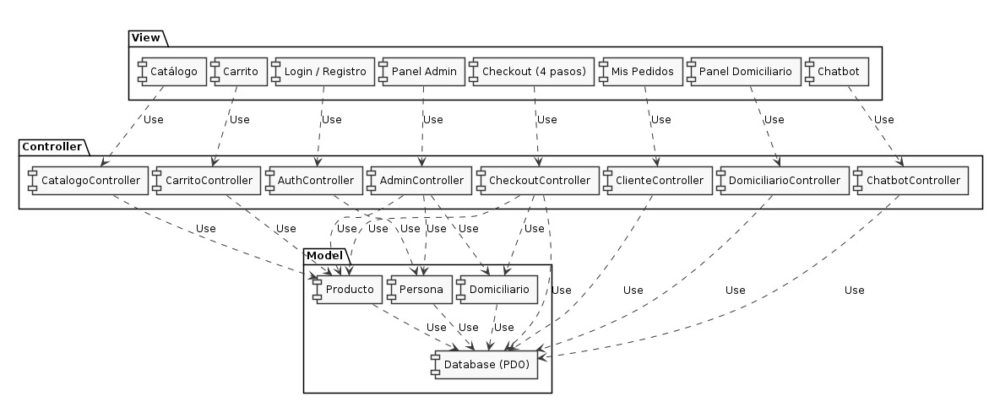 View
Catálogo
Carrito
Login / Registro
Panel Admin
Checkout (4 pasos)
Mis Pedidos
Panel Domiciliario
Chatbot
Use
Use
Use
Use
Use
Use
Use
Use
Controller
CatalogoController
CarritoController
AuthController
AdminController
CheckoutController
ClienteController
DomiciliarioController
ChatbotController
Use
Use
Use
Use
Use
Use
Use
Use
Model
Producto
Persona
Domiciliario
Use
Use
Use
Use
Use
Use
Use
Database (PDO)